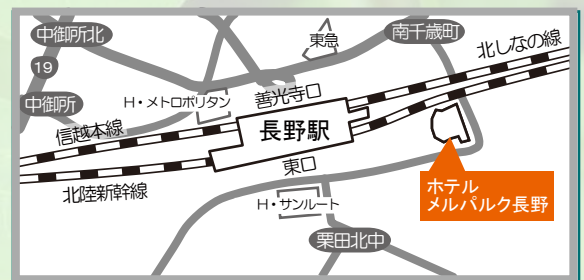 中御所北
東急
南千歳町
北しなの線
19
中御所
H・メトロポリタン
善光寺口
信越本線
長野駅
東口
北陸新幹線
H・サンルート
ホテル
メルパルク長野
栗田北中